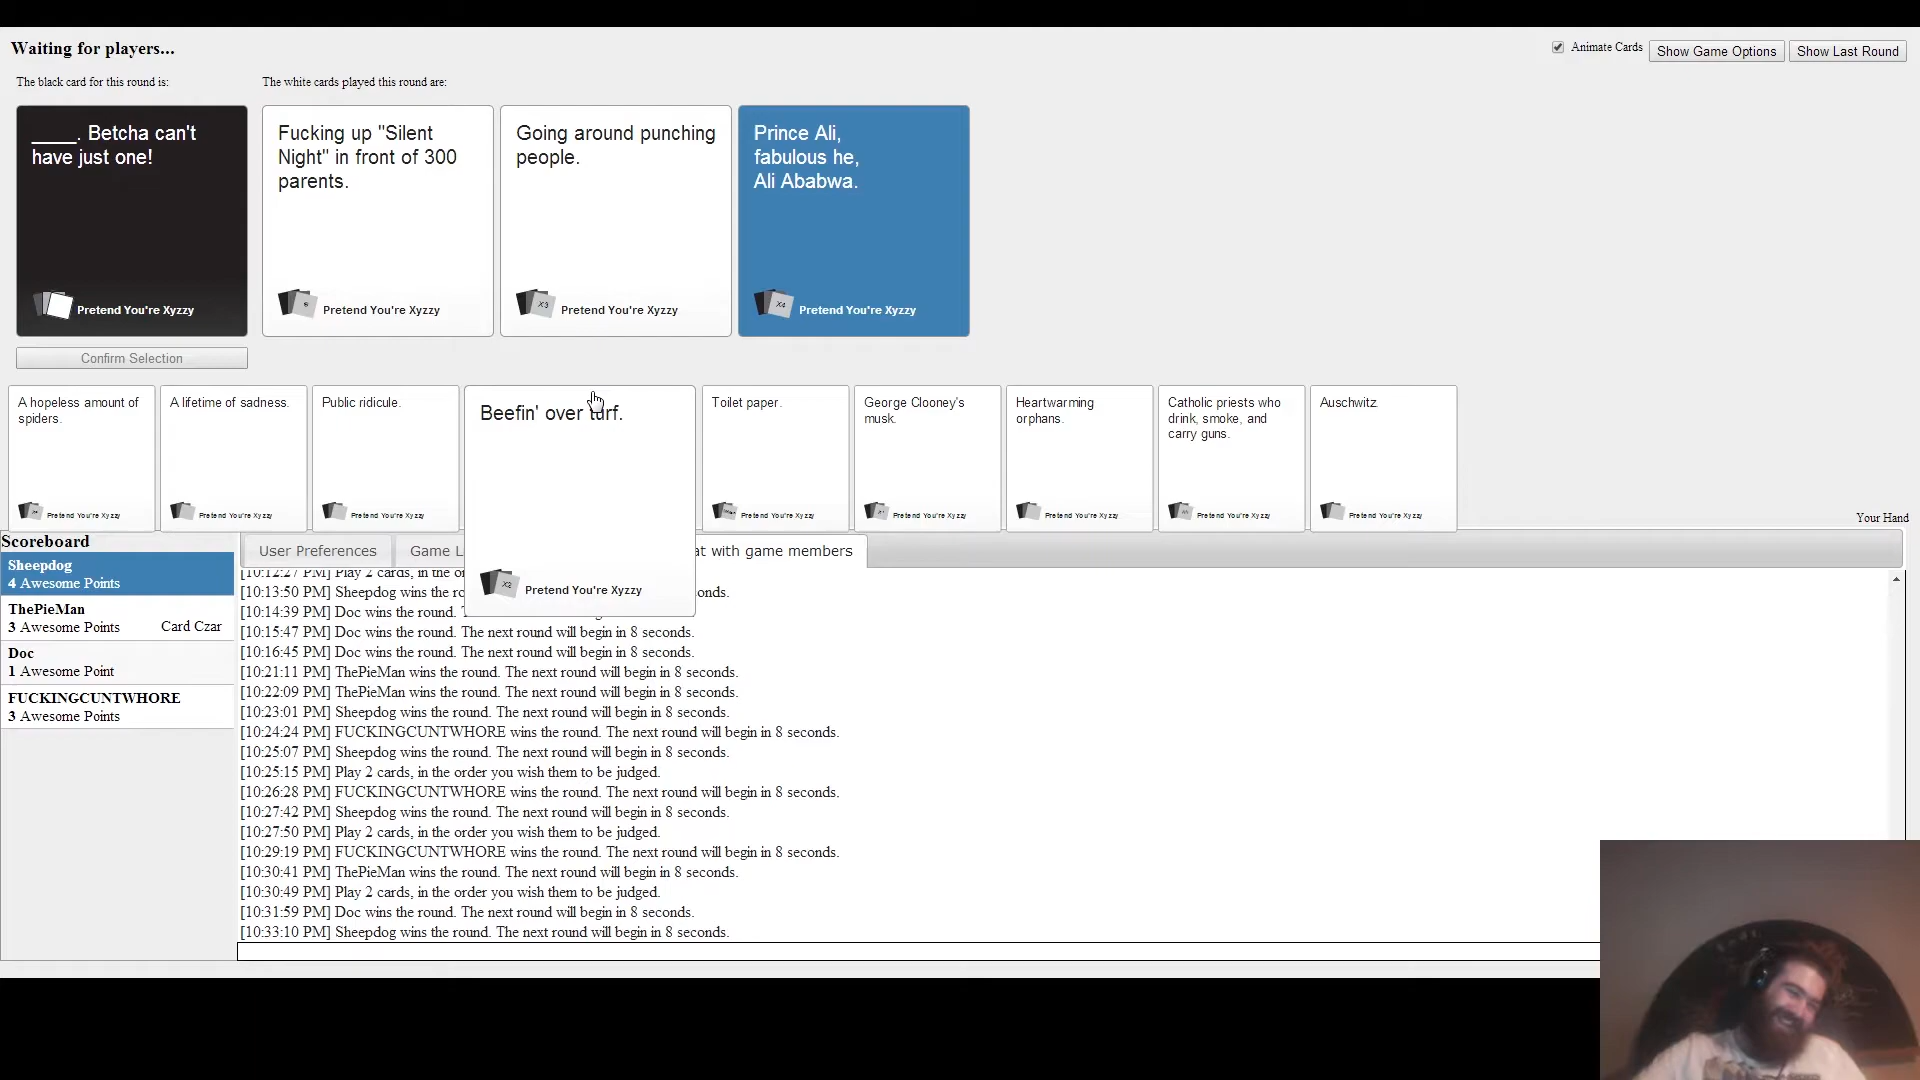 Waiting for players...
Animate Cards
Show Game Options
Show Last Round
The black card for this round is:
The white cards played this round are:
____. Betcha can't
have just one!
Pretend You're Xyzzy
Fucking up "Silent
Night" in front of 300
parents.
Pretend You're Xyzzy
Going around punching
people.
X3
Pretend You're Xyzzy
Prince Ali,
fabulous he,
Ali Ababwa.
X4
Pretend You're Xyzzy
Confirm Selection
A hopeless amount of
spiders.
Pretend You're Xyzzy
A lifetime of sadness.
Pretend You're Xyzzy
Public ridicule.
Pretend You're Xyzzy
Beefin' over turf.
X2
Pretend You're Xyzzy
Toilet paper.
Pretend You're Xyzzy
George Clooney's
musk.
Pretend You're Xyzzy
Heartwarming
orphans.
Pretend You're Xyzzy
Catholic priests who
drink, smoke, and
carry guns.
Pretend You're Xyzzy
Auschwitz.
Pretend You're Xyzzy
Your Hand
Scoreboard
Sheepdog
4 Awesome Points
ThePieMan
3 Awesome Points Card Czar
Doc
1 Awesome Point
FUCKINGCUNTWHORE
3 Awesome Points
User Preferences
Game L
at with game members
[10:12:27 PM] Play 2 cards, in the or
[10:13:50 PM] Sheepdog wins the ro onds.
[10:14:39 PM] Doc wins the round.
[10:15:47 PM] Doc wins the round. The next round will begin in 8 seconds.
[10:16:45 PM] Doc wins the round. The next round will begin in 8 seconds.
[10:21:11 PM] ThePieMan wins the round. The next round will begin in 8 seconds.
[10:22:09 PM] ThePieMan wins the round. The next round will begin in 8 seconds.
[10:23:01 PM] Sheepdog wins the round. The next round will begin in 8 seconds.
[10:24:24 PM] FUCKINGCUNTWHORE wins the round. The next round will begin in 8 seconds.
[10:25:07 PM] Sheepdog wins the round. The next round will begin in 8 seconds.
[10:25:15 PM] Play 2 cards, in the order you wish them to be judged.
[10:26:28 PM] FUCKINGCUNTWHORE wins the round. The next round will begin in 8 seconds.
[10:27:42 PM] Sheepdog wins the round. The next round will begin in 8 seconds.
[10:27:50 PM] Play 2 cards, in the order you wish them to be judged.
[10:29:19 PM] FUCKINGCUNTWHORE wins the round. The next round will begin in 8 seconds.
[10:30:41 PM] ThePieMan wins the round. The next round will begin in 8 seconds.
[10:30:49 PM] Play 2 cards, in the order you wish them to be judged.
[10:31:59 PM] Doc wins the round. The next round will begin in 8 seconds.
[10:33:10 PM] Sheepdog wins the round. The next round will begin in 8 seconds.